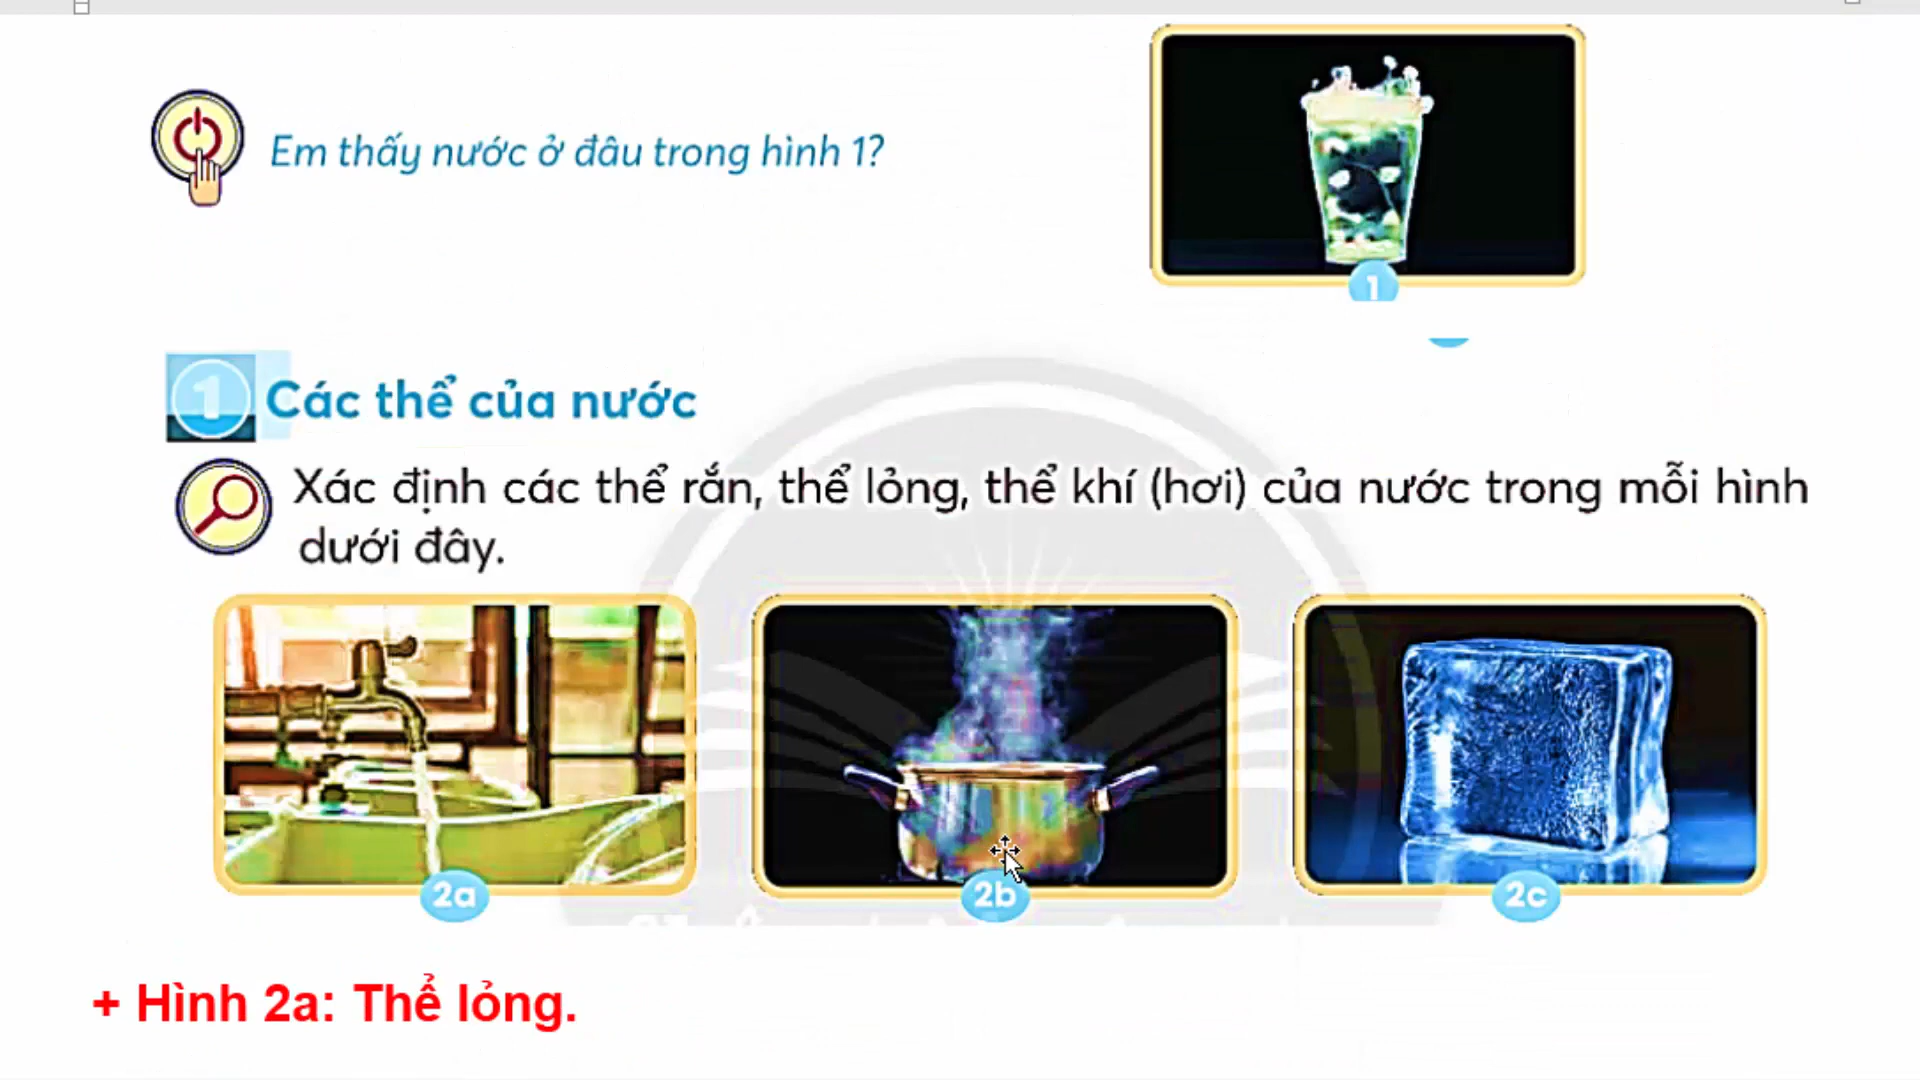 Em thấy nước ở đâu trong hình 1?
1
1 Các thể của nước
Xác định các thể rắn, thể lỏng, thể khí (hơi) của nước trong mỗi hình
dưới đây.
2a
2b
2c
+ Hình 2a: Thể lỏng.